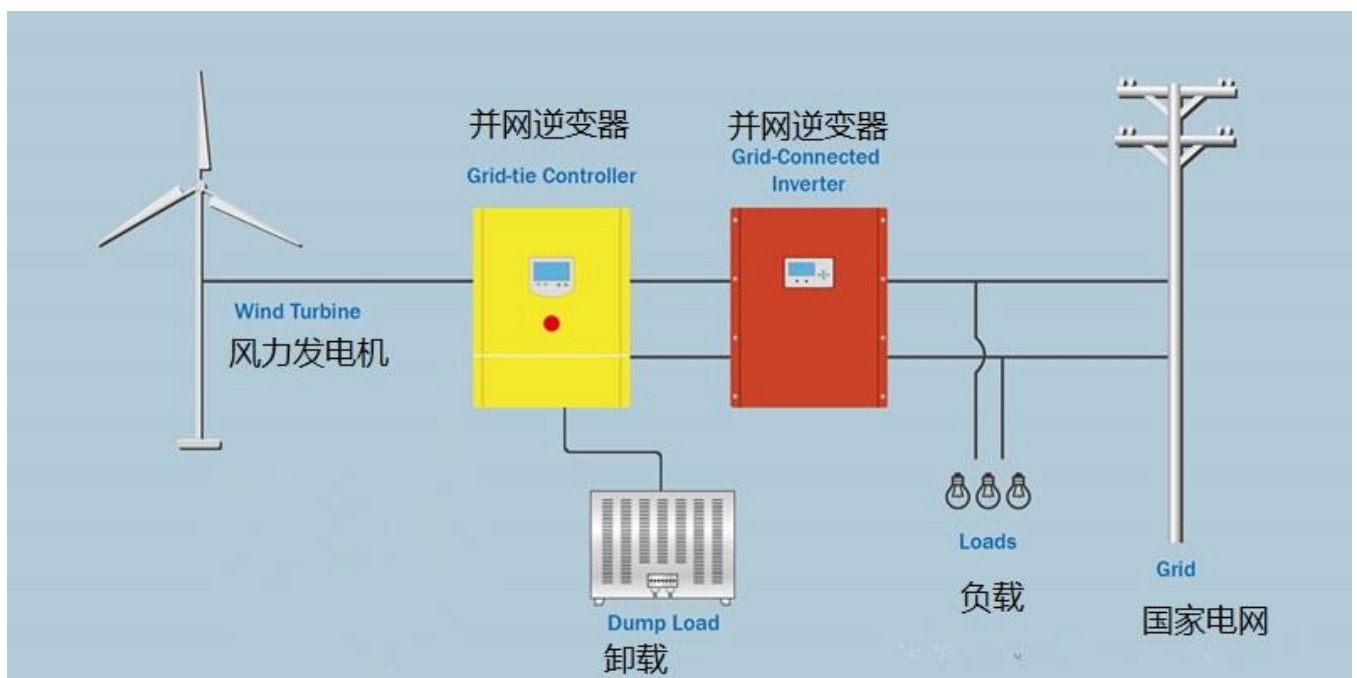 并网逆变器
Grid-tie Controller
并网逆变器
Grid-Connected
Inverter
Wind Turbine
风力发电机
Dump Load
卸载
Loads
负载
Grid
国家电网